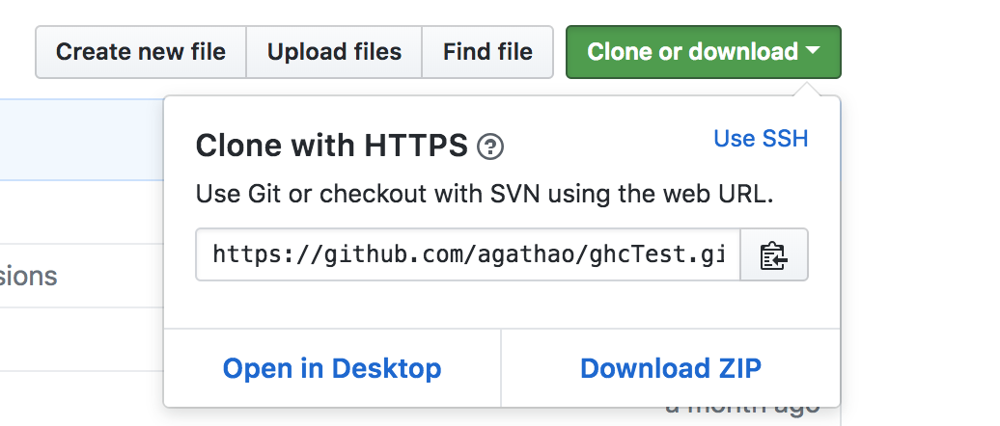 Create new file Upload files Find file Clone or download
Clone with HTTPS ?
Use SSH
Use Git or checkout with SVN using the web URL.
https://github.com/agathao/ghcTest.gi
sions
Open in Desktop Download ZIP
a month ago